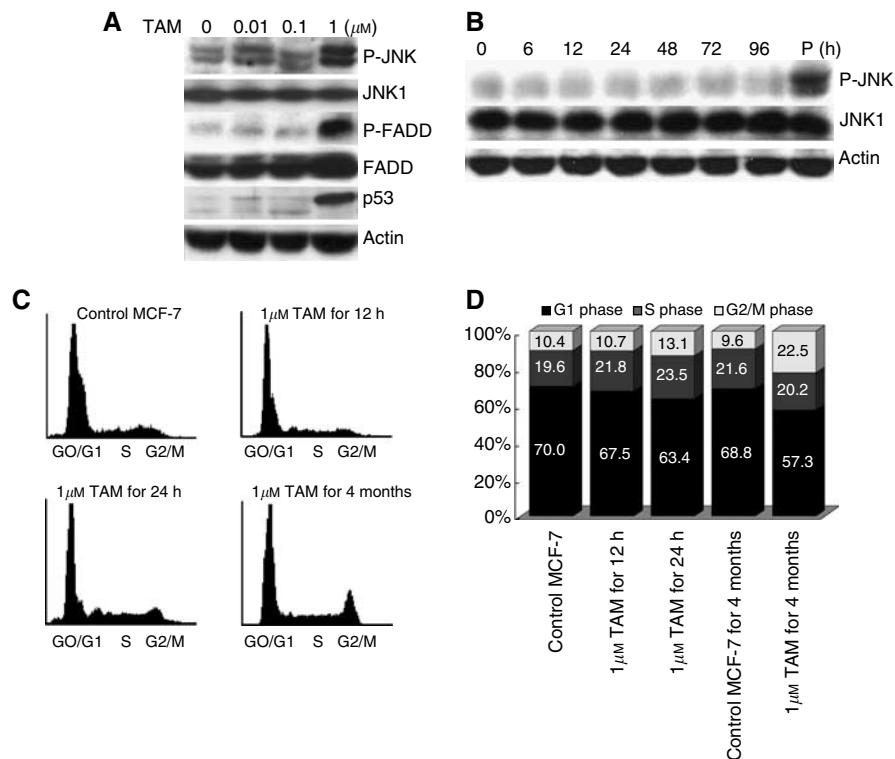 A
TAM 0 0.01 0.1 1 (µM)
P-JNK
JNK1
P-FADD
FADD
p53
Actin
B
0 6 12 24 48 72 96 P (h)
P-JNK
JNK1
Actin
C
Control MCF-7
GO/G1 S G2/M
1µM TAM for 12 h
GO/G1 S G2/M
1µM TAM for 24 h
GO/G1 S G2/M
1µM TAM for 4 months
GO/G1 S G2/M
D
G1 phase S phase G2/M phase
100%
80%
60%
40%
20%
0%
10.4 10.7 13.1 9.6 22.5
19.6 21.8 23.5 21.6 20.2
70.0 67.5 63.4 68.8 57.3
Control MCF-7
1µM TAM for 12 h
1µM TAM for 24 h
Control MCF-7 for 4 months
1µM TAM for 4 months